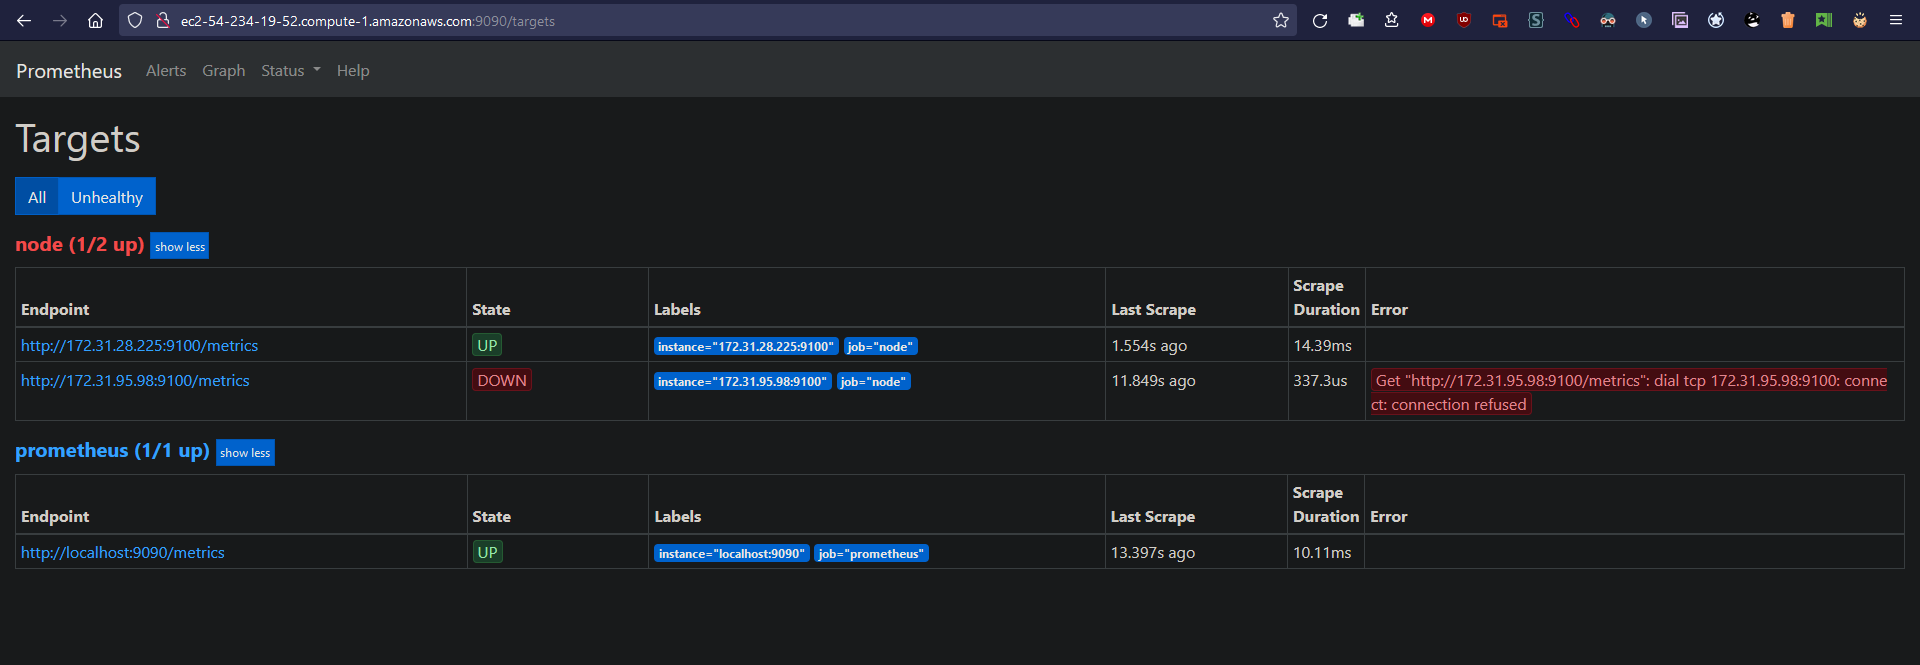 ec2-54-234-19-52.compute-1.amazonaws.com:9090/targets
Prometheus Alerts Graph Status Help
Targets
All Unhealthy
node (1/2 up) show less
Endpoint State Labels Last Scrape Scrape Duration Error
http://172.31.28.225:9100/metrics UP instance="172.31.28.225:9100" job="node" 1.554s ago 14.39ms
http://172.31.95.98:9100/metrics DOWN instance="172.31.95.98:9100" job="node" 11.849s ago 337.3us Get "http://172.31.95.98:9100/metrics": dial tcp 172.31.95.98:9100: conne
ct: connection refused
prometheus (1/1 up) show less
Endpoint State Labels Last Scrape Scrape Duration Error
http://localhost:9090/metrics UP instance="localhost:9090" job="prometheus" 13.397s ago 10.11ms